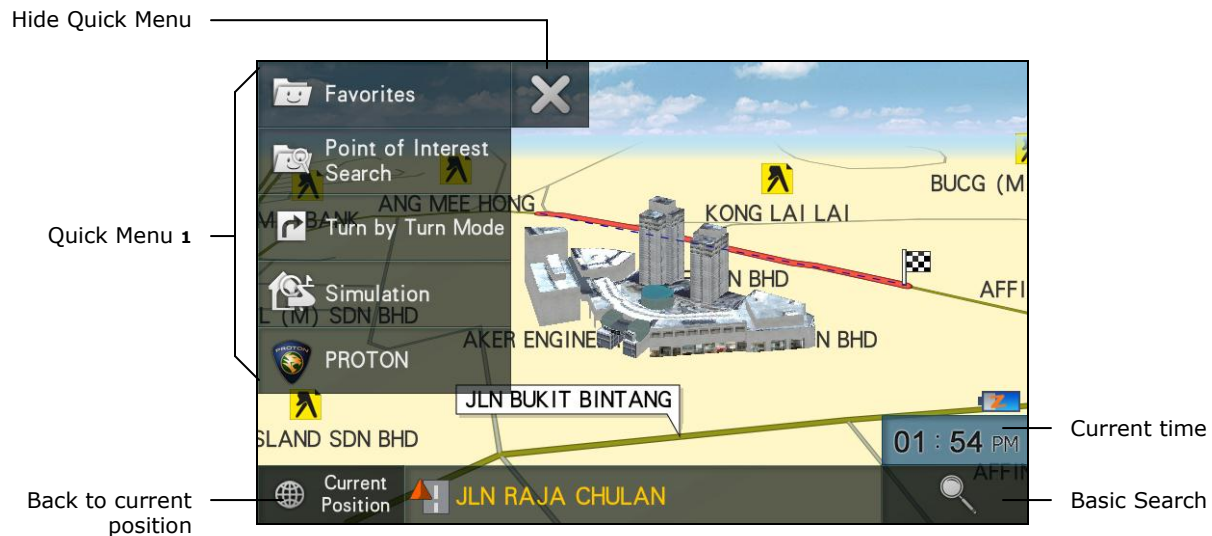 Hide Quick Menu
Favorites
Point of Interest
Search
BUCG (M
ANG MEE HONG
BANK
KONG LAI LAI
Quick Menu 1
Turn by Turn Mode
N BHD
Simulation
AFFI
L (M) SDN BHD
AKER ENGINE
N BHD
PROTON
PROTON
JLN BUKIT BINTANG
SLAND SDN BHD
01 : 54 PM
Current time
AFFIN
Back to current
position
Current
Position
JLN RAJA CHULAN
Basic Search